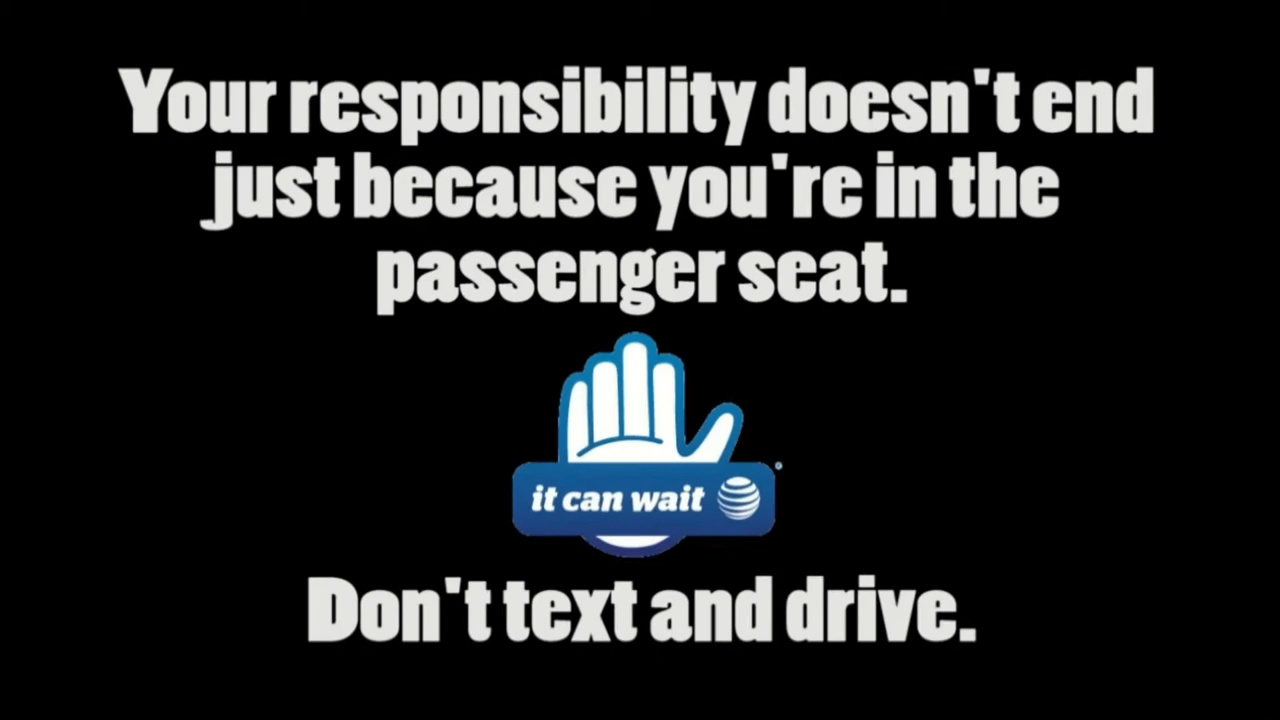 Your responsibility doesn't end
just because you're in the
passenger seat.
it can wait
Don't text and drive.